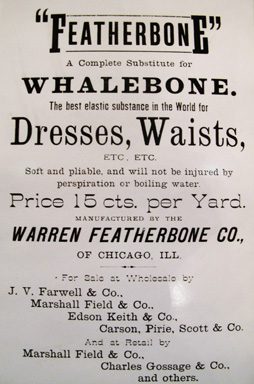 "FEATHERBONE"
A Complete Substitute for
WHALEBONE.
The best elastic substance in the World for
Dresses, Waists,
ETC., ETC.
Soft and pliable, and will not be injured by
perspiration or boiling water.
Price 15 cts. per Yard.
MANUFACTURED BY THE
WARREN FEATHERBONE CO.,
OF CHICAGO, ILL.
For Sale at Wholesale by
J. V. Farwell & Co.,
Marshall Field & Co.,
Edson Keith & Co.,
Carson, Pirie, Scott & Co.
And at Retail by
Marshall Field & Co.,
Charles Gossage & Co.,
and others.